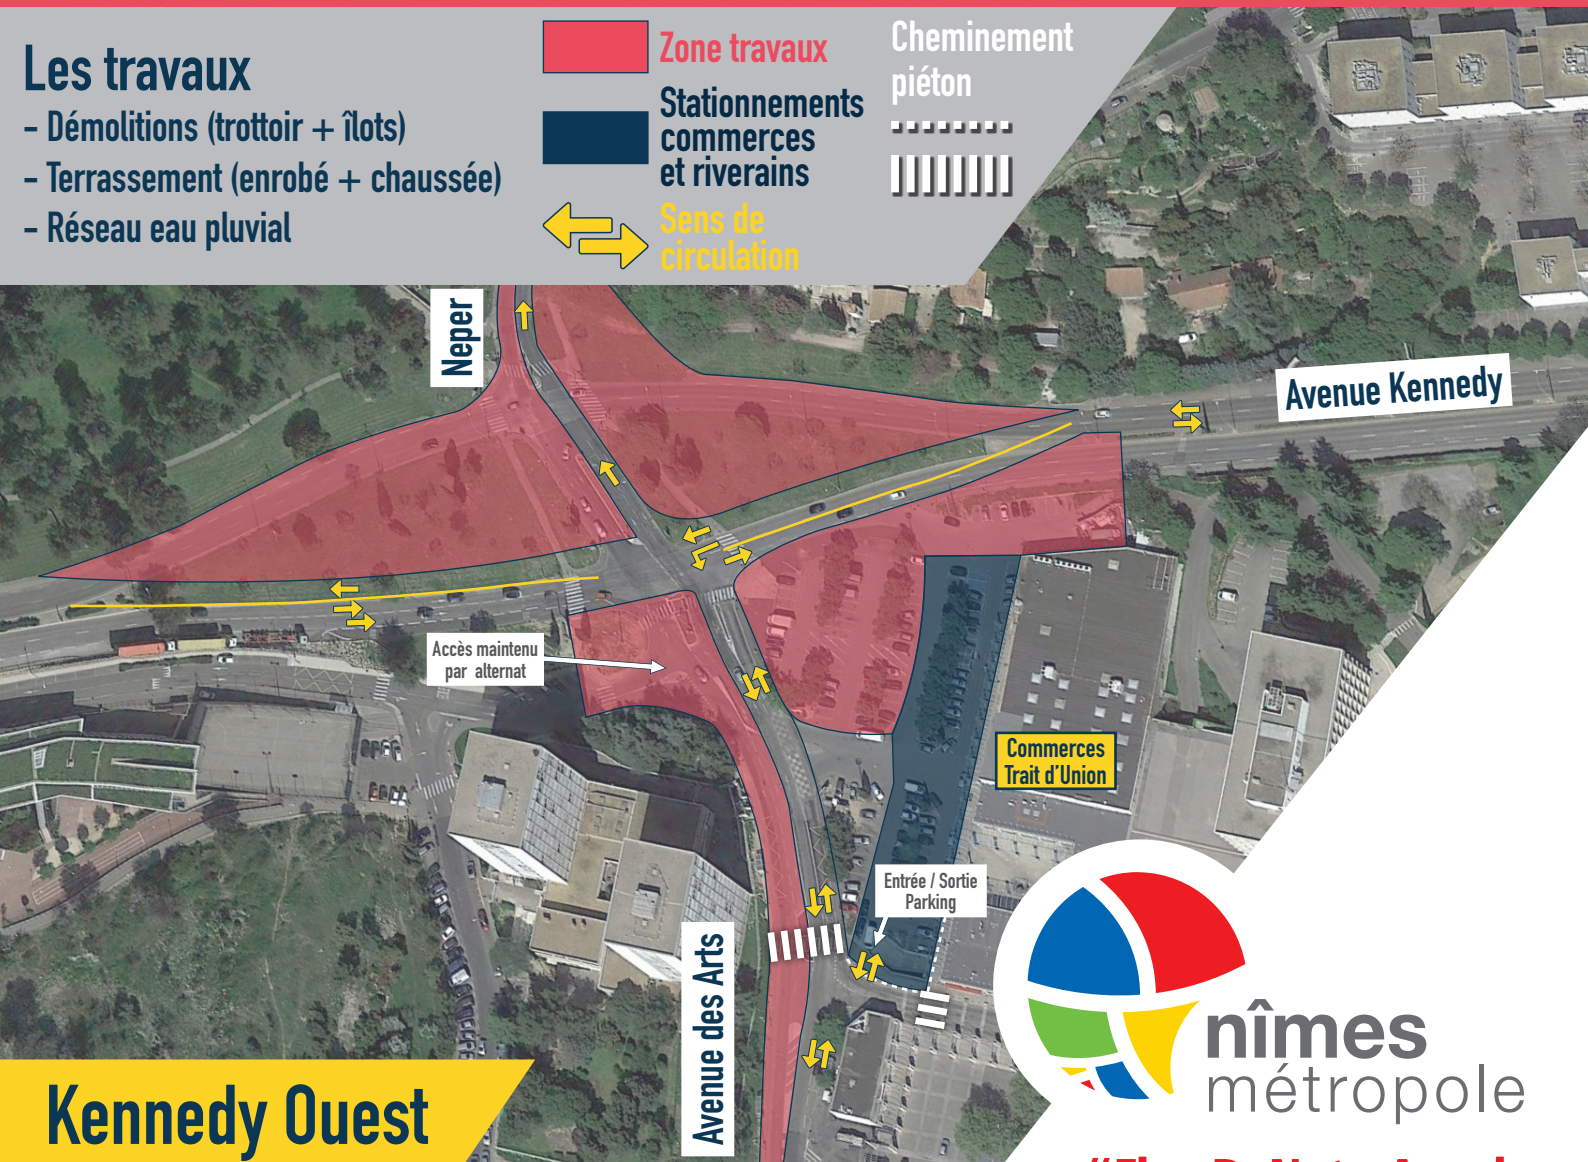 Les travaux
- Démolitions (trottoir + îlots)
- Terrassement (enrobé + chaussée)
- Réseau eau pluvial
Zone travaux
Stationnements
commerces
et riverains
Sens de
circulation
Cheminement
piéton
Neper
Avenue Kennedy
Accès maintenu
par alternat
Commerces
Trait d'Union
Entrée / Sortie
Parking
Avenue des Arts
Kennedy Ouest
nîmes
métropole